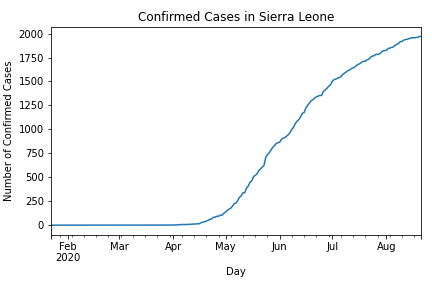 Confirmed Cases in Sierra Leone
2000
1750
1500
1250
1000
750
500
250
0
Number of Confirmed Cases
Feb Mar Apr May Jun Jul Aug
2020
Day